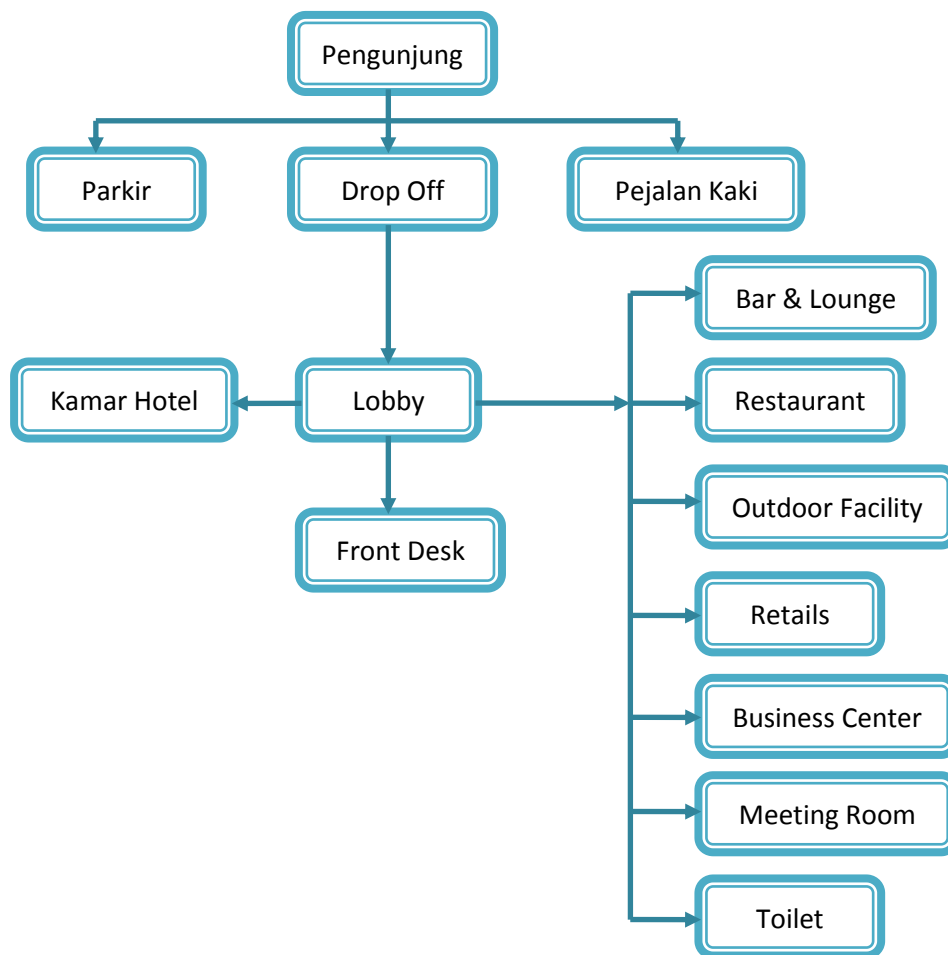 Pengunjung
Parkir
Drop Off
Pejalan Kaki
Bar & Lounge
Kamar Hotel
Lobby
Restaurant
Outdoor Facility
Front Desk
Retails
Business Center
Meeting Room
Toilet